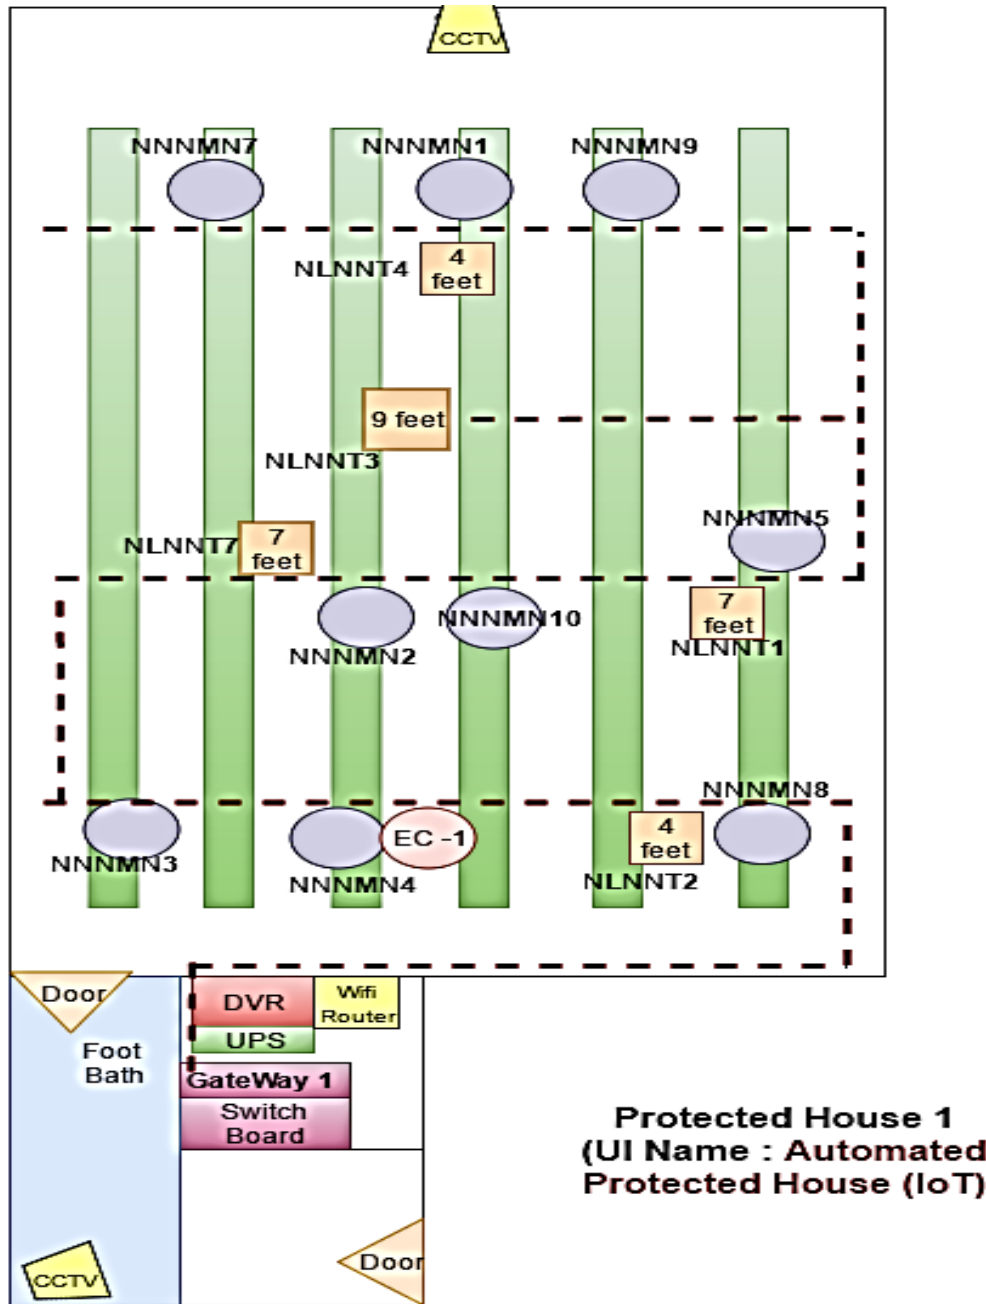 CCTV
NNNMN7
NNNMN1
NNNMN9
NLNNT4
4
feet
9 feet
NLNNT3
NNNMN5
NLNNT7
7
feet
7
feet
NNNMN10
NLNNT1
NNNMN2
NNNMN8
4
feet
EC -1
NNNMN3
NNNMN4
NLNNT2
Door
DVR
Wifi
Router
UPS
Foot
Bath
GateWay 1
Switch
Board
Protected House 1
(UI Name : Automated
Protected House (IoT)
Door
CCTV